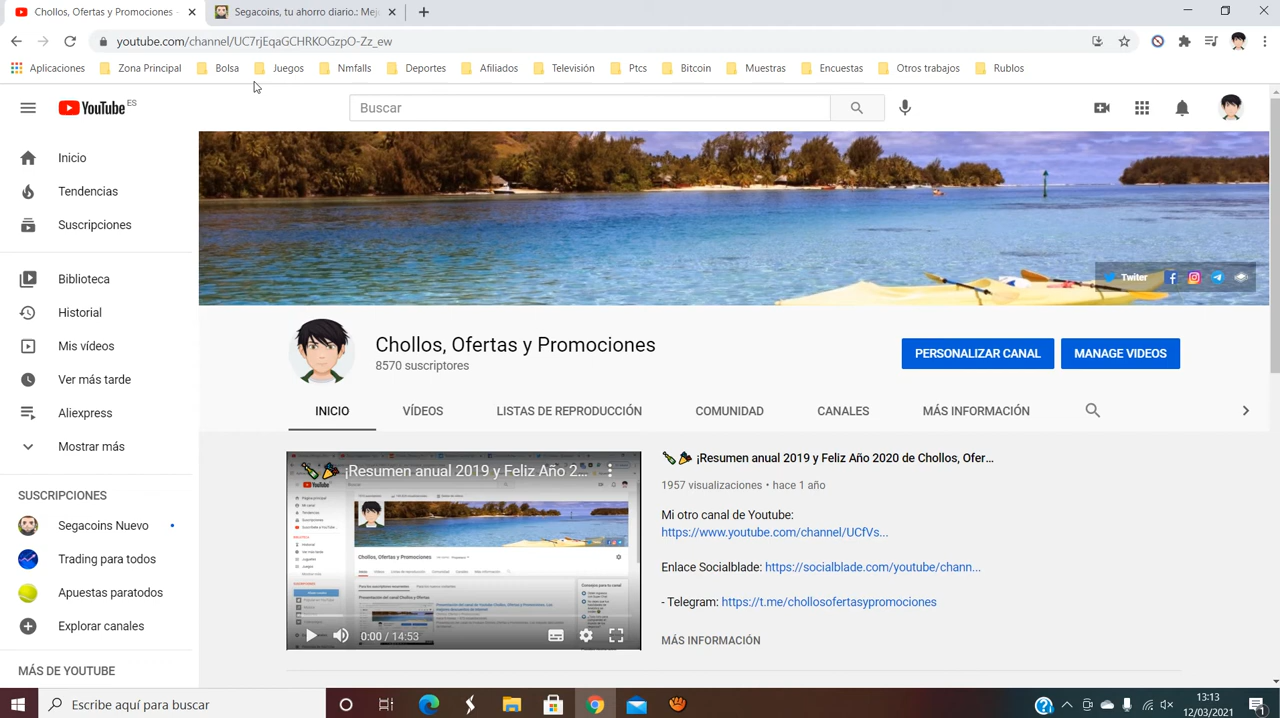 Chollos, Ofertas y Promociones -
Segacoins, tu ahorro diario.: Mej
youtube.com/channel/UC7rjEqaGCHRKOGzpO-Zz_ew
Aplicaciones Zona Principal Bolsa Juegos Nmfalls Deportes Afiliados Televisión Ptcs Bitcoin Muestras Encuestas Otros trabajos Rublos
YouTube ES
Buscar
Inicio
Tendencias
Suscripciones
Biblioteca
Historial
Mis vídeos
Ver más tarde
Aliexpress
Mostrar más
SUSCRIPCIONES
Segacoins Nuevo
Trading para todos
Apuestas paratodos
Explorar canales
MÁS DE YOUTUBE
Twiter
Chollos, Ofertas y Promociones
8570 suscriptores
PERSONALIZAR CANAL
MANAGE VIDEOS
INICIO VÍDEOS LISTAS DE REPRODUCCIÓN COMUNIDAD CANALES MÁS INFORMACIÓN
¡Resumen anual 2019 y Feliz Año 2...
Chollos, Ofertas y Promociones
0:00 / 14:53
¡Resumen anual 2019 y Feliz Año 2020 de Chollos, Ofer...
1957 visualizaciones • hace 1 año
Mi otro canal de Youtube:
https://www.youtube.com/channel/UCfVs...
Enlace Socialblade: https://socialblade.com/youtube/chann...
- Telegram: https://t.me/chollosofertasypromociones
MÁS INFORMACIÓN
Escribe aquí para buscar
13:13
12/03/2021
1